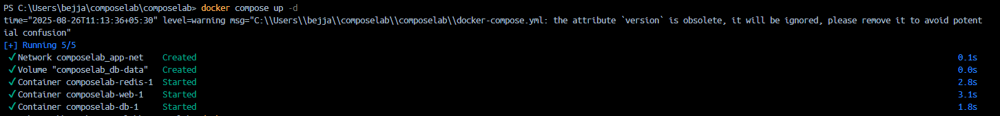 PS C:\Users\bejja\composelab\composelab> docker compose up -d
time="2025-08-26T11:13:36+05:30" level=warning msg="C:\\Users\\bejja\\composelab\\composelab\\docker-compose.yml: the attribute `version` is obsolete, it will be ignored, please remove it to avoid potent
ial confusion"
[+] Running 5/5
✔ Network composelab_app-net Created 0.1s
✔ Volume "composelab_db-data" Created 0.0s
✔ Container composelab-redis-1 Started 2.8s
✔ Container composelab-web-1 Started 3.1s
✔ Container composelab-db-1 Started 1.8s